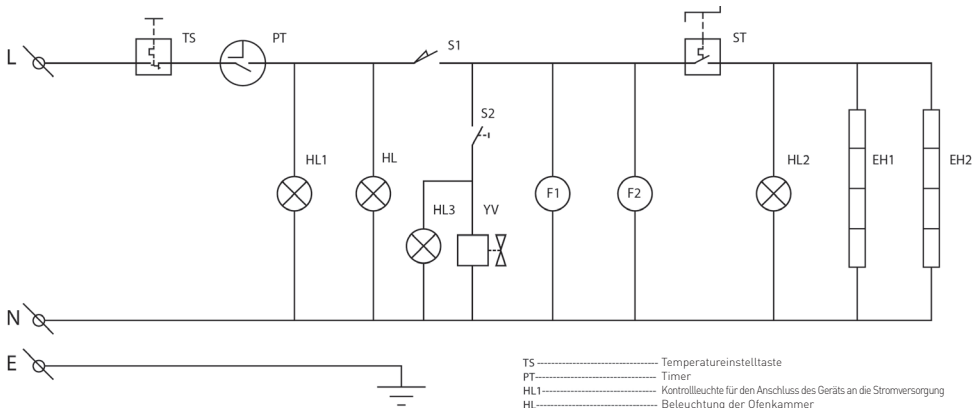 TS PT S1 ST
L
S2
HL1 HL HL2 EH1 EH2
F1 F2
HL3 YV
N
E
TS ---------------------------------- Temperatureinstelltaste
PT---------------------------------- Timer
HL1-------------------------------- Kontrollleuchte für den Anschluss des Geräts an die Stromversorgung
HL---------------------------------- Beleuchtung der Ofenkammer